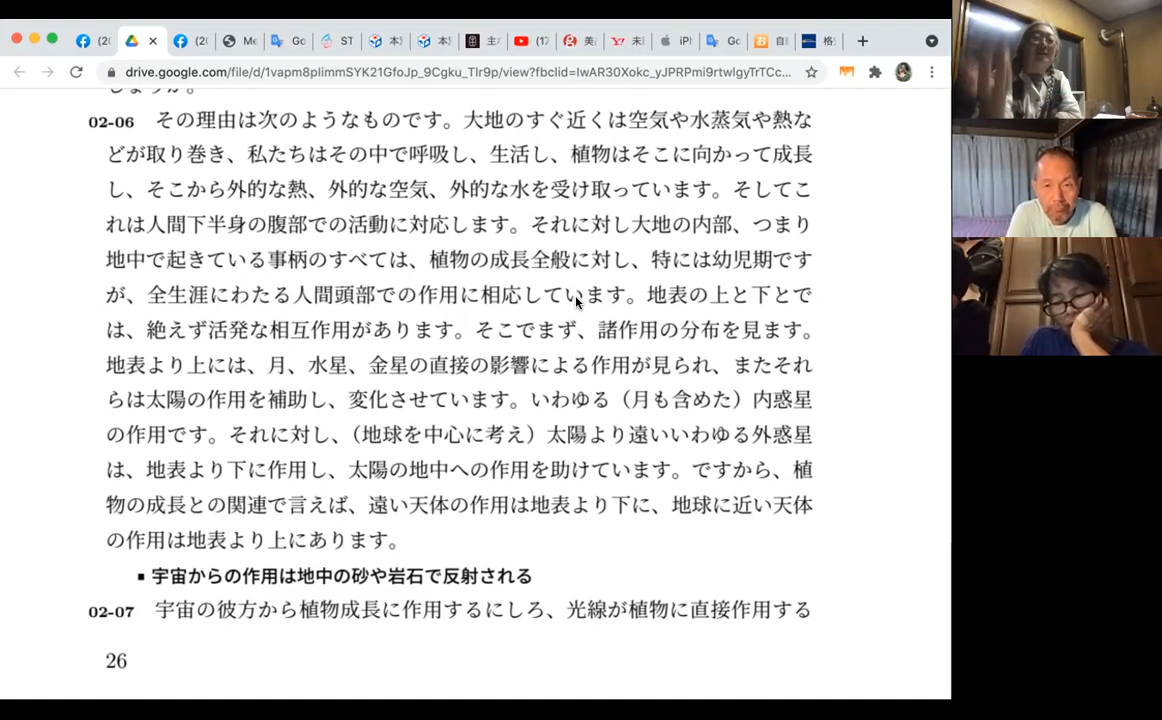 (20
(20
Me
Go
ST
本
本
主
(17
美
未
iPh
Go
自
格
drive.google.com/file/d/1vapm8plimmSYK21GfoJp_9Cgku_Tlr9p/view?fbclid=IwAR30Xokc_yJPRPmi9rtwlgyTrTCc...
しょうか。
02-06 その理由は次のようなものです。大地のすぐ近くは空気や水蒸気や熱な
どが取り巻き、私たちはその中で呼吸し、生活し、植物はそこに向かって成長
し、そこから外的な熱、外的な空気、外的な水を受け取っています。そしてこ
れは人間下半身の腹部での活動に対応します。それに対し大地の内部、つまり
地中で起きている事柄のすべては、植物の成長全般に対し、特には幼児期です
が、全生涯にわたる人間頭部での作用に相応しています。地表の上と下とで
は、絶えず活発な相互作用があります。そこでまず、諸作用の分布を見ます。
地表より上には、月、水星、金星の直接の影響による作用が見られ、またそれ
らは太陽の作用を補助し、変化させています。いわゆる（月も含めた）内惑星
の作用です。それに対し、（地球を中心に考え）太陽より遠いいわゆる外惑星
は、地表より下に作用し、太陽の地中への作用を助けています。ですから、植
物の成長との関連で言えば、遠い天体の作用は地表より下に、地球に近い天体
の作用は地表より上にあります。
▪ 宇宙からの作用は地中の砂や岩石で反射される
02-07 宇宙の彼方から植物成長に作用するにしろ、光線が植物に直接作用する
26